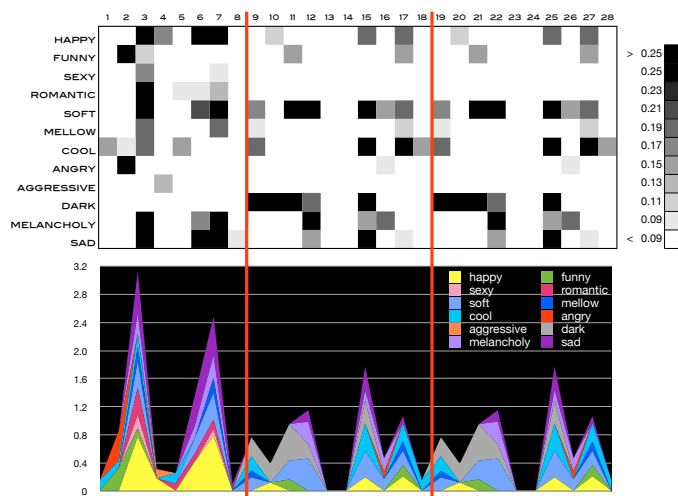 1 2 3 4 5 6 7 8 9 10 11 12 13 14 15 16 17 18 19 20 21 22 23 24 25 26 17 28
HAPPY
FUNNY
SEXY
ROMANTIC
SOFT
MELLOW
COOL
ANGRY
AGGRESSIVE
DARK
MELANCHOLY
SAD
> 0.25
0.25
0.23
0.21
0.19
0.17
0.15
0.13
0.11
0.09
< 0.09
3.2
2.8
2.4
2.0
1.6
1.2
0.8
0.4
0
happy funny
sexy romantic
soft mellow
cool angry
aggressive dark
melancholy sad